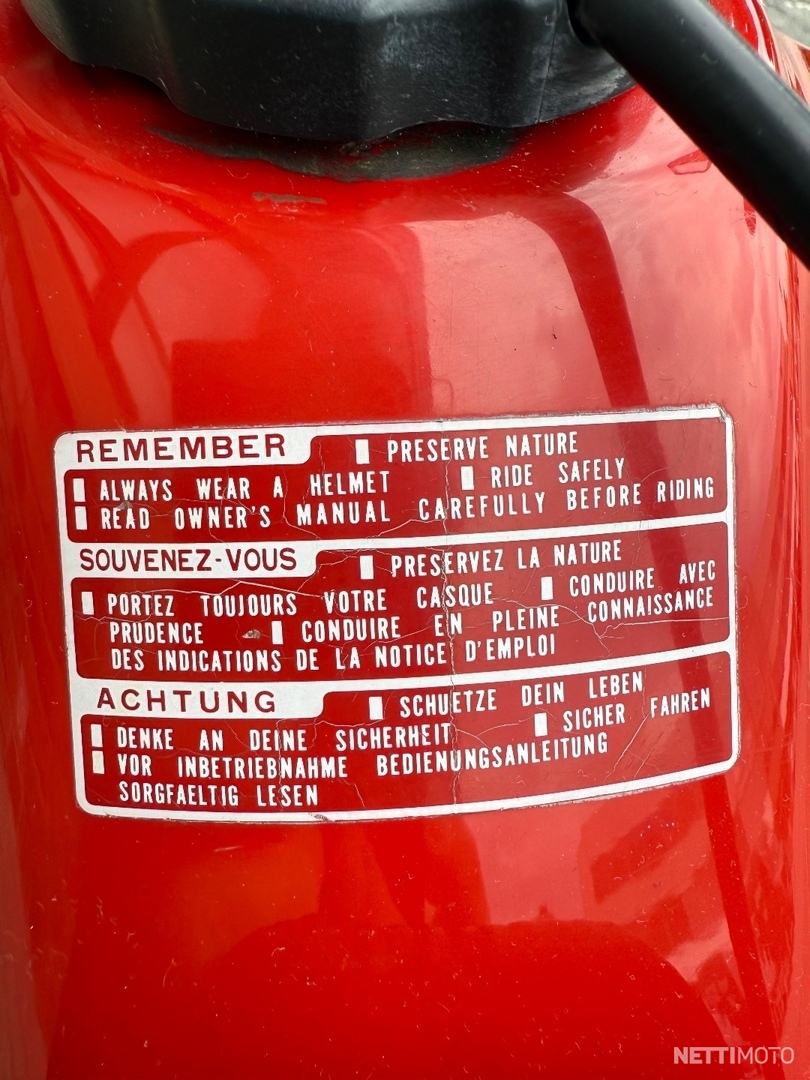 REMEMBER ▮ PRESERVE NATURE
▮ ALWAYS WEAR A HELMET ▮ RIDE SAFELY
▮ READ OWNER'S MANUAL CAREFULLY BEFORE RIDING
SOUVENEZ-VOUS ▮ PRESERVEZ LA NATURE
▮ PORTEZ TOUJOURS VOTRE CASQUE ▮ CONDUIRE AVEC
PRUDENCE ▮ CONDUIRE EN PLEINE CONNAISSANCE
DES INDICATIONS DE LA NOTICE D'EMPLOI
ACHTUNG ▮ SCHUETZE DEIN LEBEN
▮ DENKE AN DEINE SICHERHEIT ▮ SICHER FAHREN
▮ VOR INBETRIEBNAHME BEDIENUNGSANLEITUNG
SORGFAELTIG LESEN
NETTIMOTO